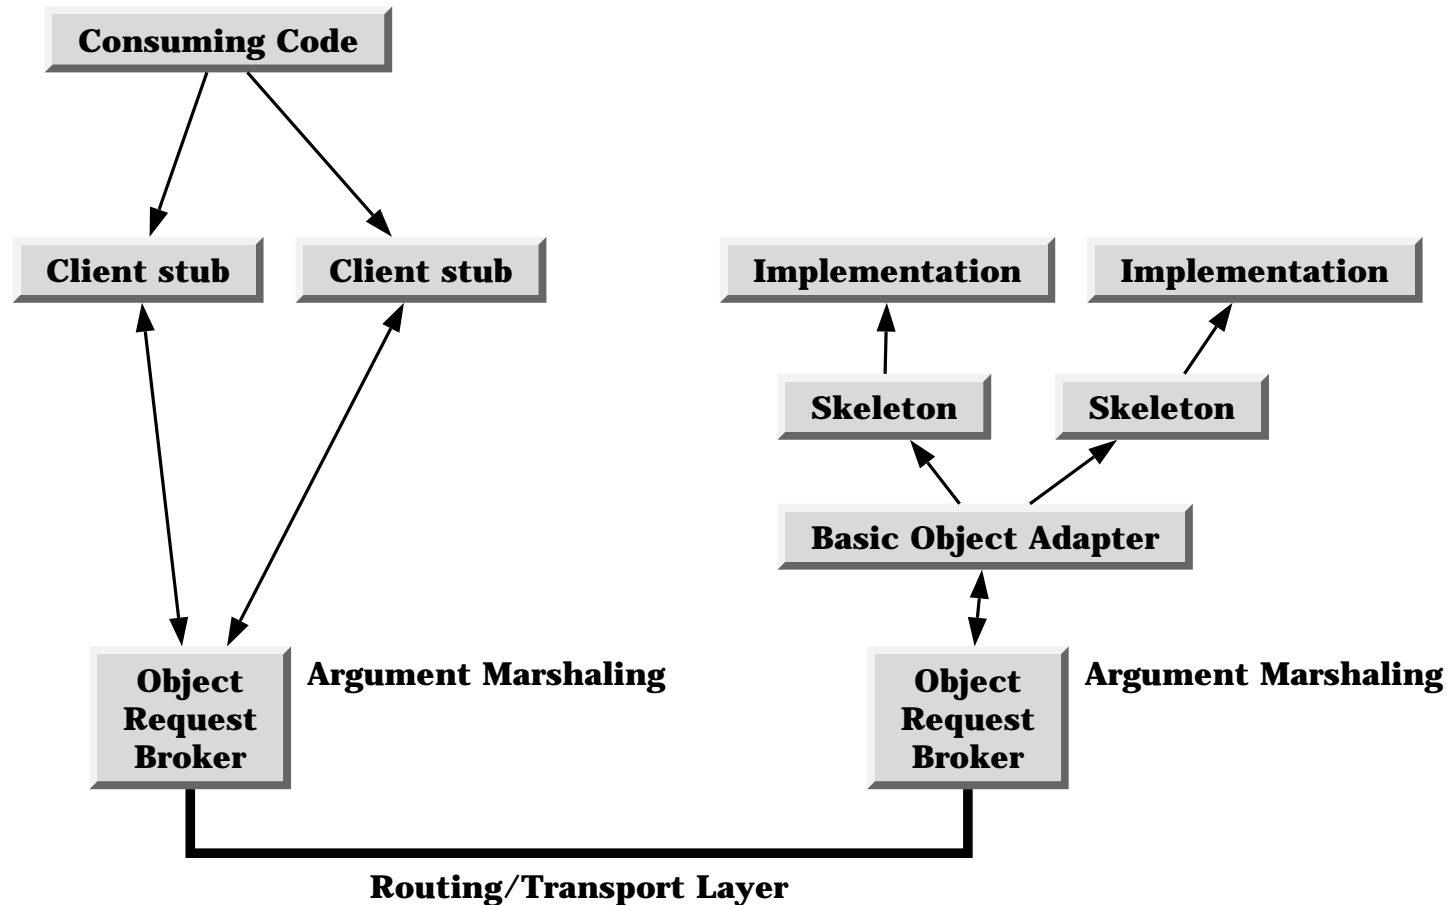 Consuming Code
Client stub
Client stub
Implementation
Implementation
Skeleton
Skeleton
Basic Object Adapter
Object
Request
Broker
Argument Marshaling
Object
Request
Broker
Argument Marshaling
Routing/Transport Layer